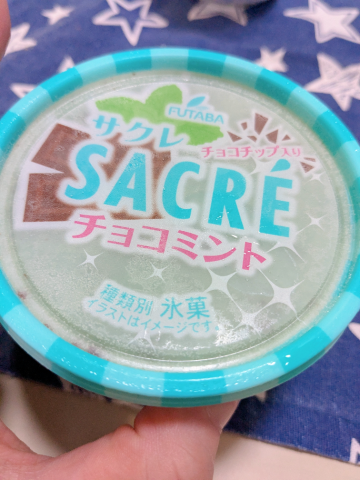 FUTABA
サクレ
チョコチップ入り
SACRÉ
チョコミント
種類別 氷菓
イラストはイメージです。